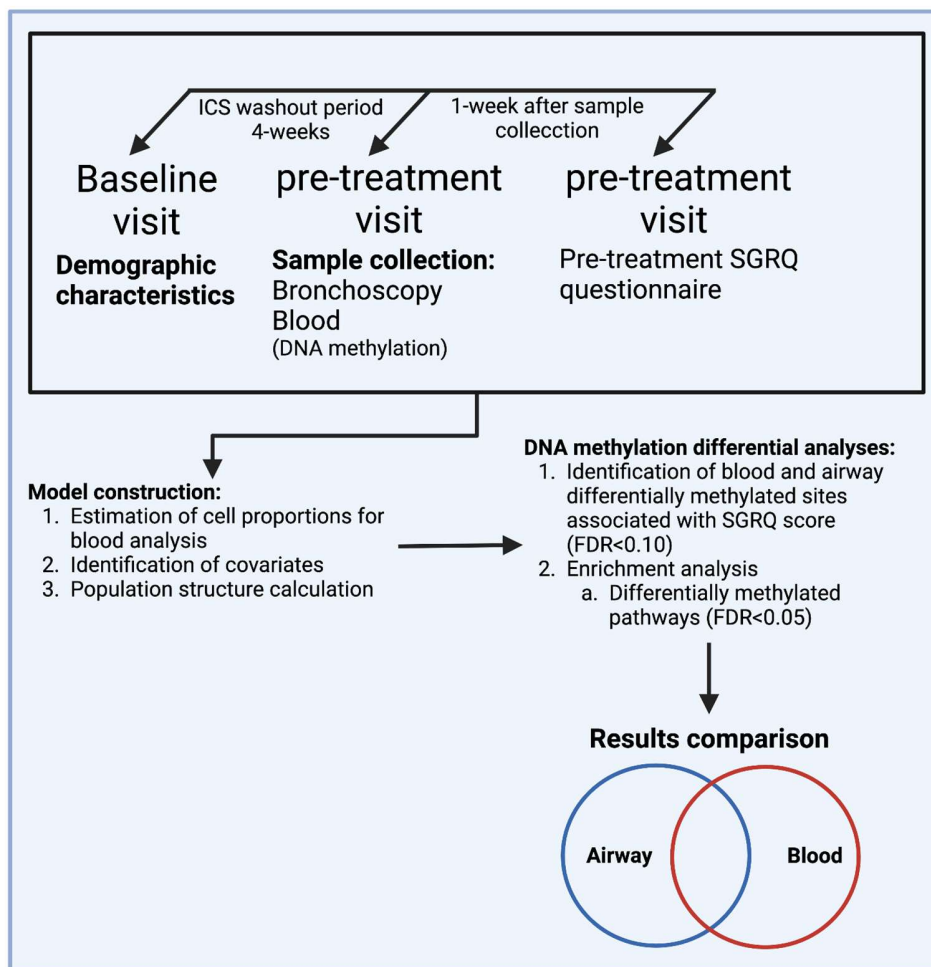 ICS washout period
4-weeks
1-week after sample
collecction
Baseline
visit
Demographic
characteristics
pre-treatment
visit
Sample collection:
Bronchoscopy
Blood
(DNA methylation)
pre-treatment
visit
Pre-treatment SGRQ
questionnaire
Model construction:
1. Estimation of cell proportions for
blood analysis
2. Identification of covariates
3. Population structure calculation
DNA methylation differential analyses:
1. Identification of blood and airway
differentially methylated sites
associated with SGRQ score
(FDR<0.10)
2. Enrichment analysis
a. Differentially methylated
pathways (FDR<0.05)
Results comparison
Airway
Blood